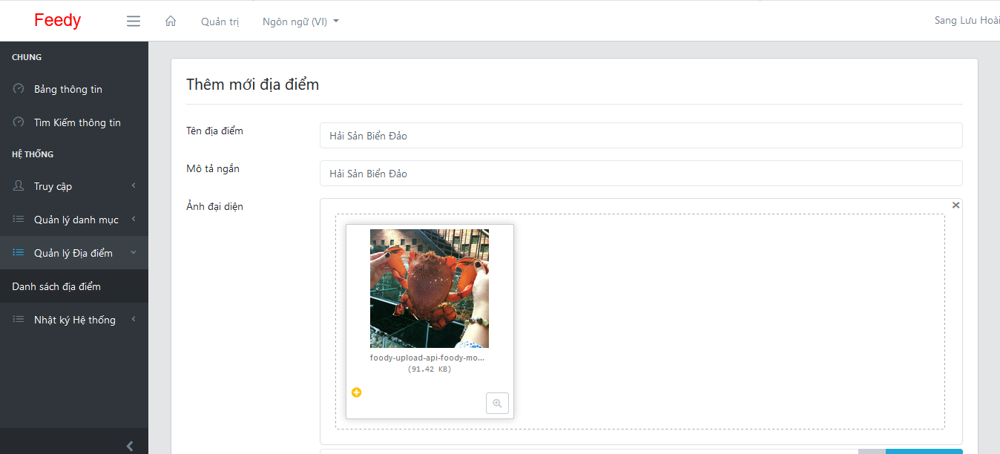 Feedy
Quản trị
Ngôn ngữ (VI)
Sang Lưu Hoài
CHUNG
Bảng thông tin
Tìm Kiếm thông tin
HỆ THỐNG
Truy cập
Quản lý danh mục
Quản lý Địa điểm
Danh sách địa điểm
Nhật ký Hệ thống
Thêm mới địa điểm
Tên địa điểm
Hải Sản Biển Đảo
Mô tả ngắn
Hải Sản Biển Đảo
Ảnh đại diện
foody-upload-api-foody-mo...
(91.42 KB)